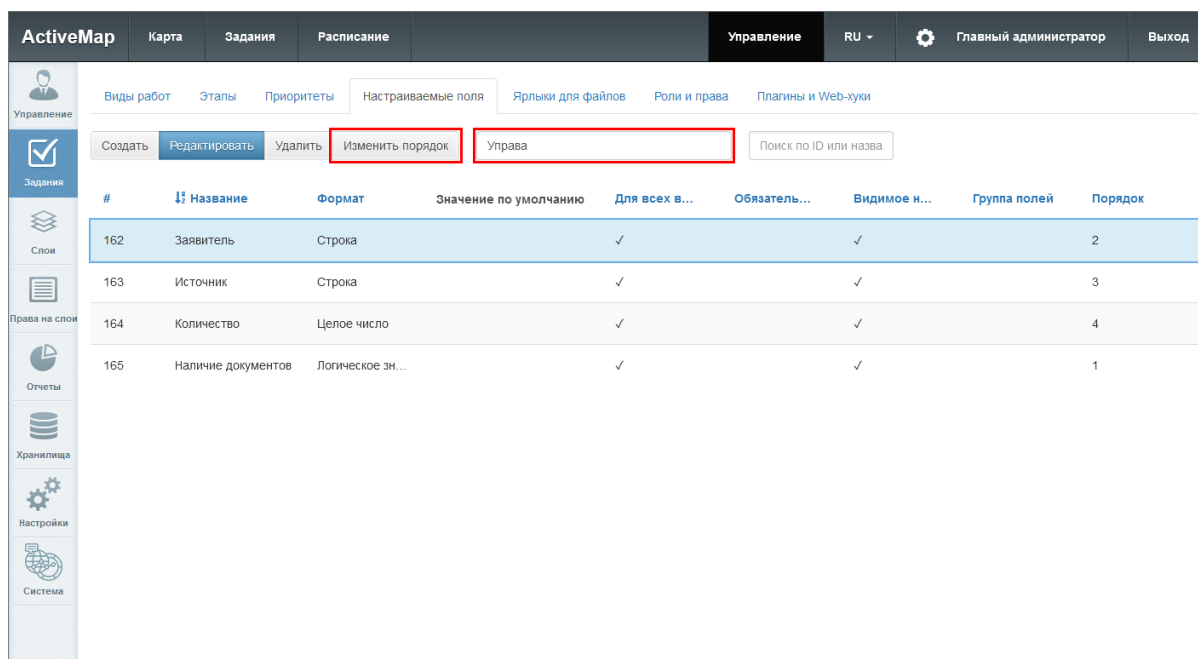 ActiveMap Карта Задания Расписание Управление RU Главный администратор Выход
Управление
Задания
Слои
Права на слои
Отчеты
Хранилища
Настройки
Система
Виды работ Этапы Приоритеты Настраиваемые поля Ярлыки для файлов Роли и права Плагины и Web-хуки
Создать Редактировать Удалить Изменить порядок Управа Поиск по ID или назва
# Название Формат Значение по умолчанию Для всех в... Обязатель... Видимое н... Группа полей Порядок
162 Заявитель Строка ✓ ✓ 2
163 Источник Строка ✓ ✓ 3
164 Количество Целое число ✓ ✓ 4
165 Наличие документов Логическое зн... ✓ ✓ 1